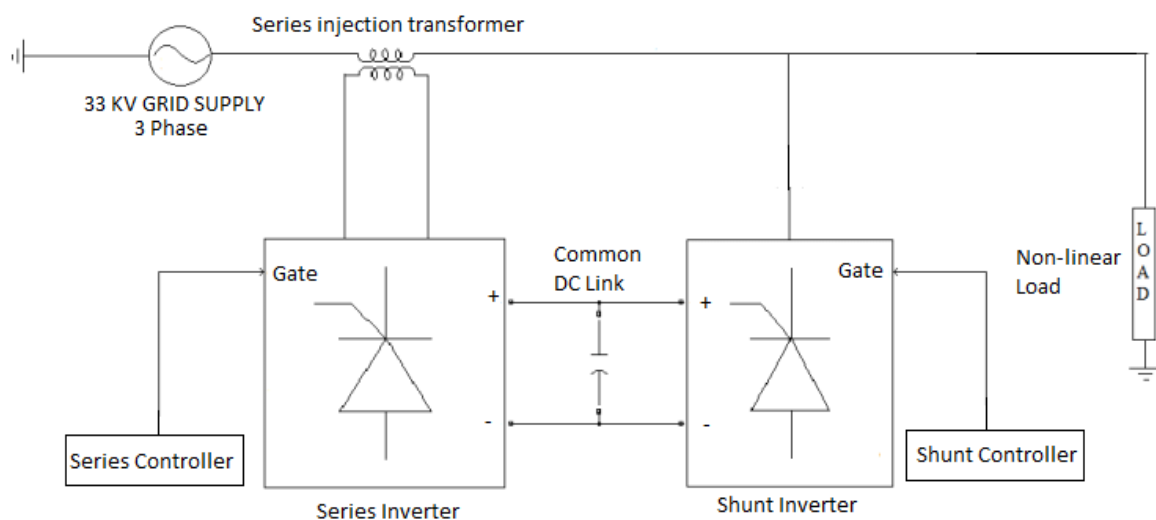 Series injection transformer
33 KV GRID SUPPLY
3 Phase
Gate
+
-
Common
DC Link
+
-
Gate
Non-linear
Load
LOAD
Series Controller
Shunt Controller
Series Inverter
Shunt Inverter